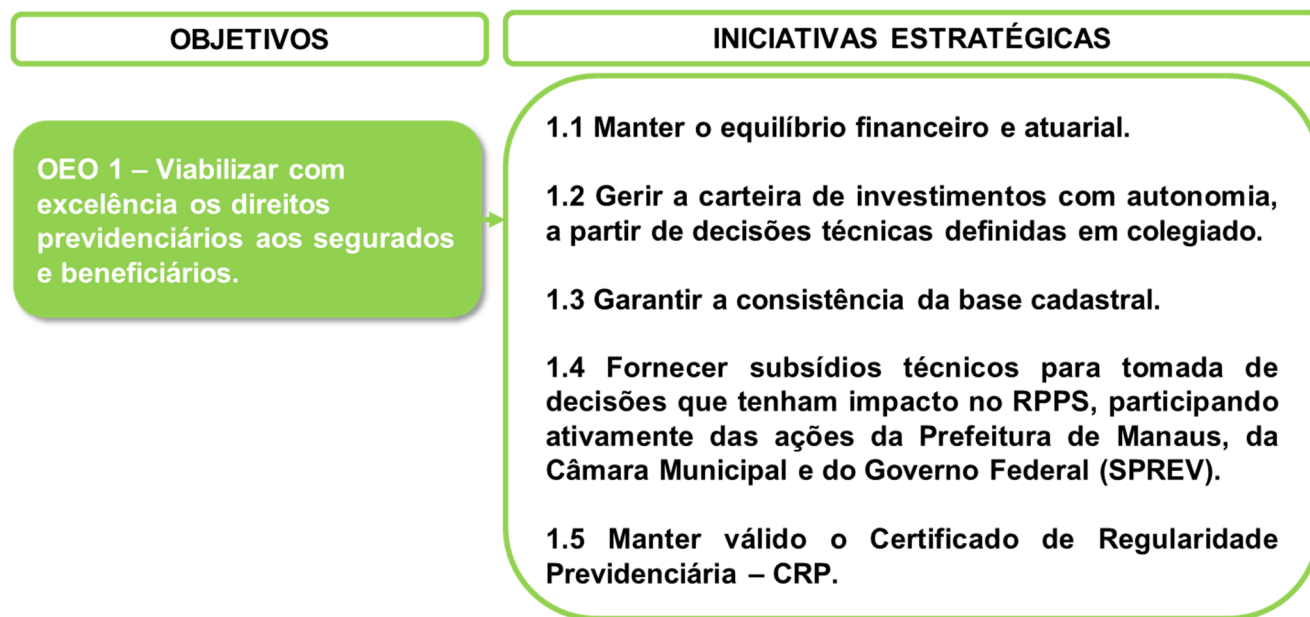 OBJETIVOS
INICIATIVAS ESTRATÉGICAS
OEO 1 – Viabilizar com
excelência os direitos
previdenciários aos segurados
e beneficiários.
1.1 Manter o equilíbrio financeiro e atuarial.
1.2 Gerir a carteira de investimentos com autonomia,
a partir de decisões técnicas definidas em colegiado.
1.3 Garantir a consistência da base cadastral.
1.4 Fornecer subsídios técnicos para tomada de
decisões que tenham impacto no RPPS, participando
ativamente das ações da Prefeitura de Manaus, da
Câmara Municipal e do Governo Federal (SPREV).
1.5 Manter válido o Certificado de Regularidade
Previdenciária – CRP.